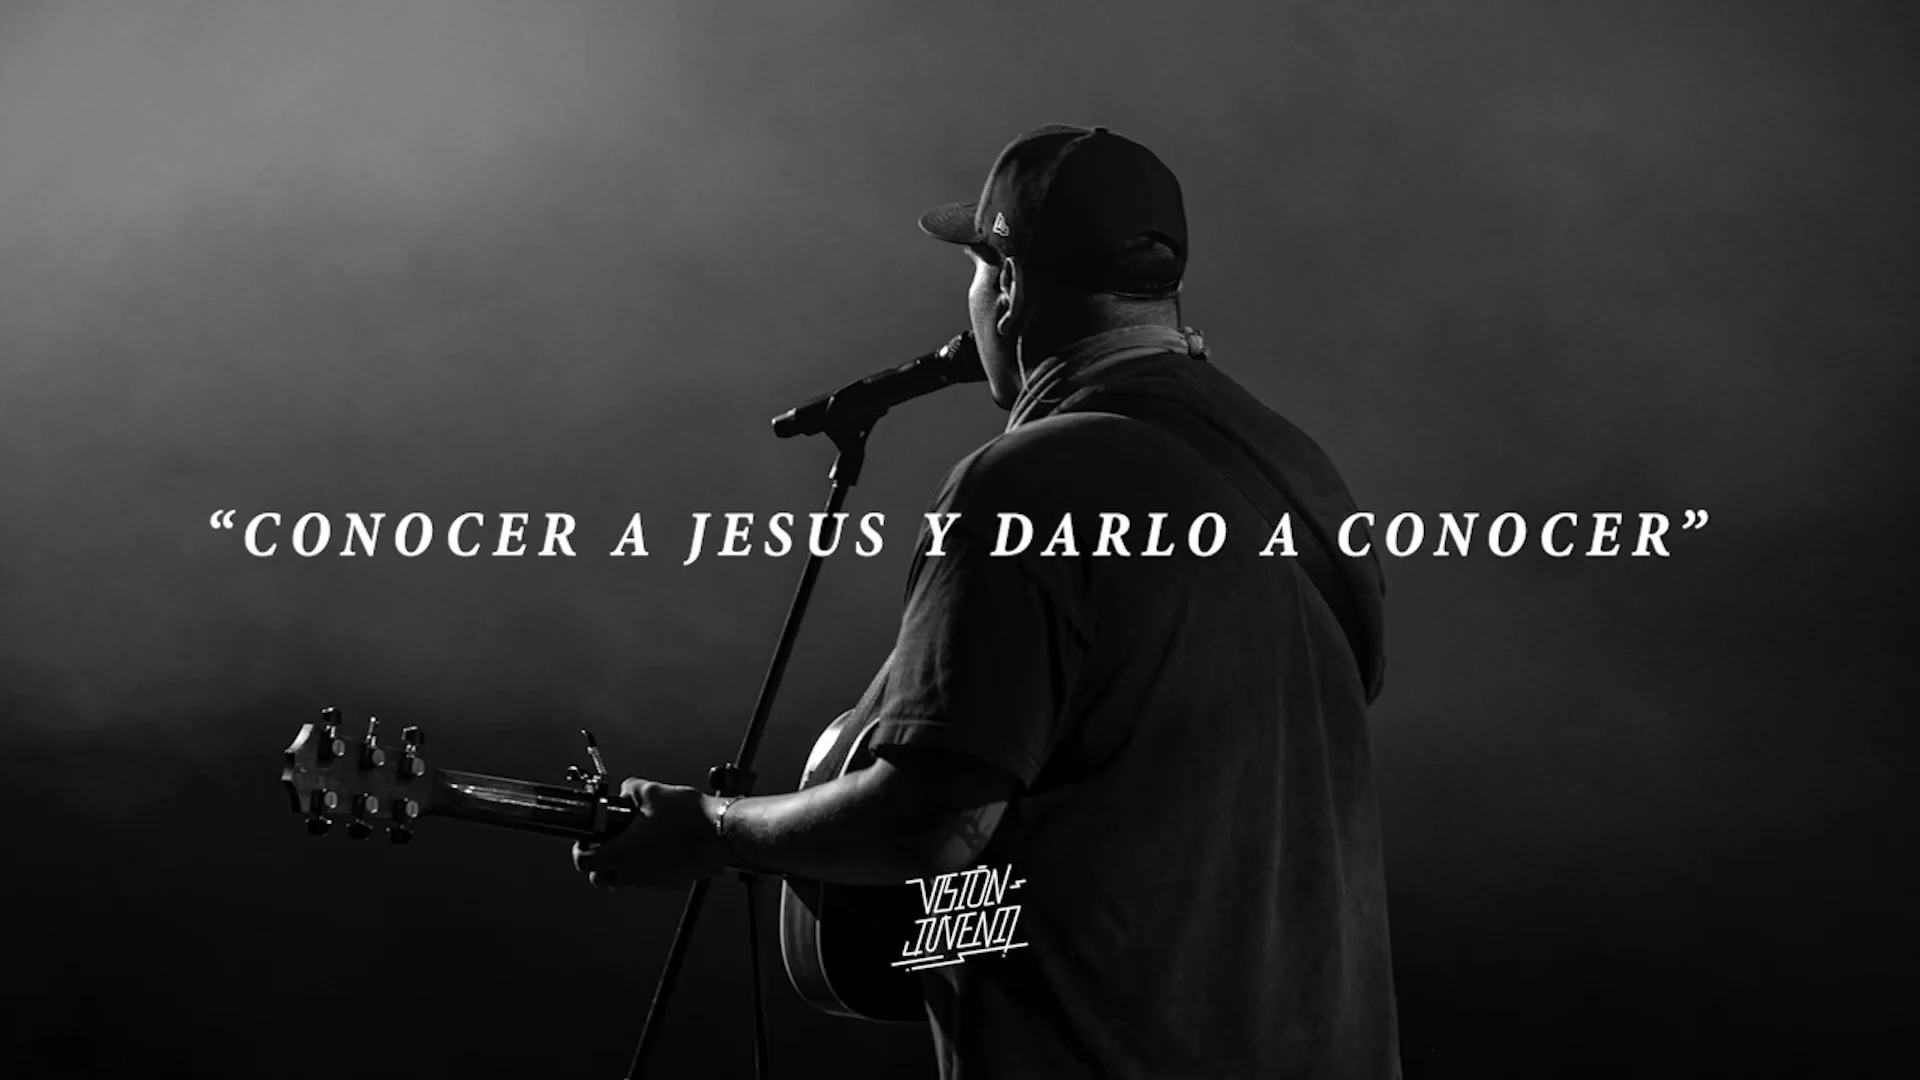 “CONOCER A JESUS Y DARLO A CONOCER”
VISIÓN
JUVENIL